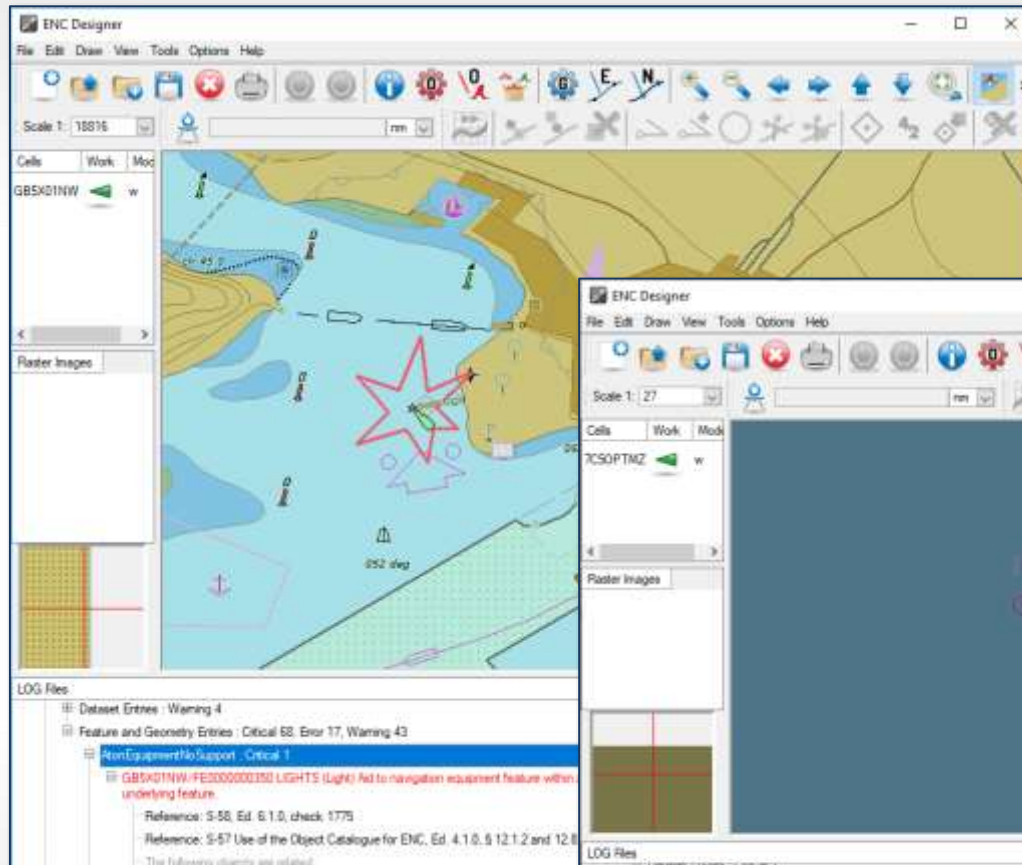 ENC Designer
File Edit Draw View Tools Options Help
Scale 1: 18816 nm
Cells Work Mod
GB5X01NW w
Raster Images
052 deg
LOG Files
Dataset Entries : Warning 4
Feature and Geometry Entries : Critical 68, Error 17, Warning 43
AtonEquipmentNoSupport : Critical 1
GB5X01NW/FE0000000350 LIGHTS (Light) Aid to navigation equipment feature within
underlying feature.
Reference: S-58, Ed. 6.1.0, check 1775
Reference: S-57 Use of the Object Catalogue for ENC, Ed. 4.1.0, § 12.1.2 and 12.8
The following objects are related
ENC Designer
File Edit Draw View Tools Options Help
Scale 1: 27 nm
Cells Work Mode
7CSOPTMZ w
Raster Images
LOG Files